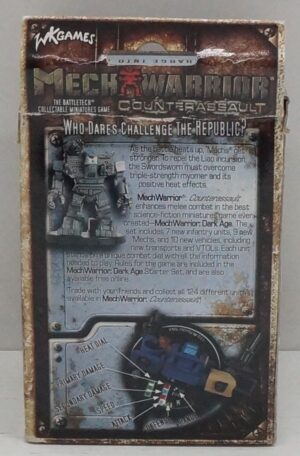 WKGAMES
RANGE INTO
THE BATTLETECH
COLLECTABLE MINIATURES GAME
MECHWARRIOR
COUNTERASSAULT
WHO DARES CHALLENGE THE REPUBLIC?
As the battle heats up, 'Mechs get
stronger. To repel the Liao incursion,
the Swordsworn must overcome
triple-strength myomer and its
positive heat effects.
MechWarrior: Counterassault
enhances melee combat in the best
science-fiction miniatures game ever
created—MechWarrior: Dark Age. The
set includes 7 new infantry units, 9 new
'Mechs, and 10 new vehicles, including
new transports and VTOLs. Each unit
unique combat dial with all the information
needed to play. Rules for the game are included in the
MechWarrior: Dark Age Starter Set, and are also
available free online.
Trade with your friends and collect all 124 different units
available in MechWarrior: Counterassault!
HEAT DIAL
PRIMARY DAMAGE
SECONDARY DAMAGE
SPEED
ATTACK